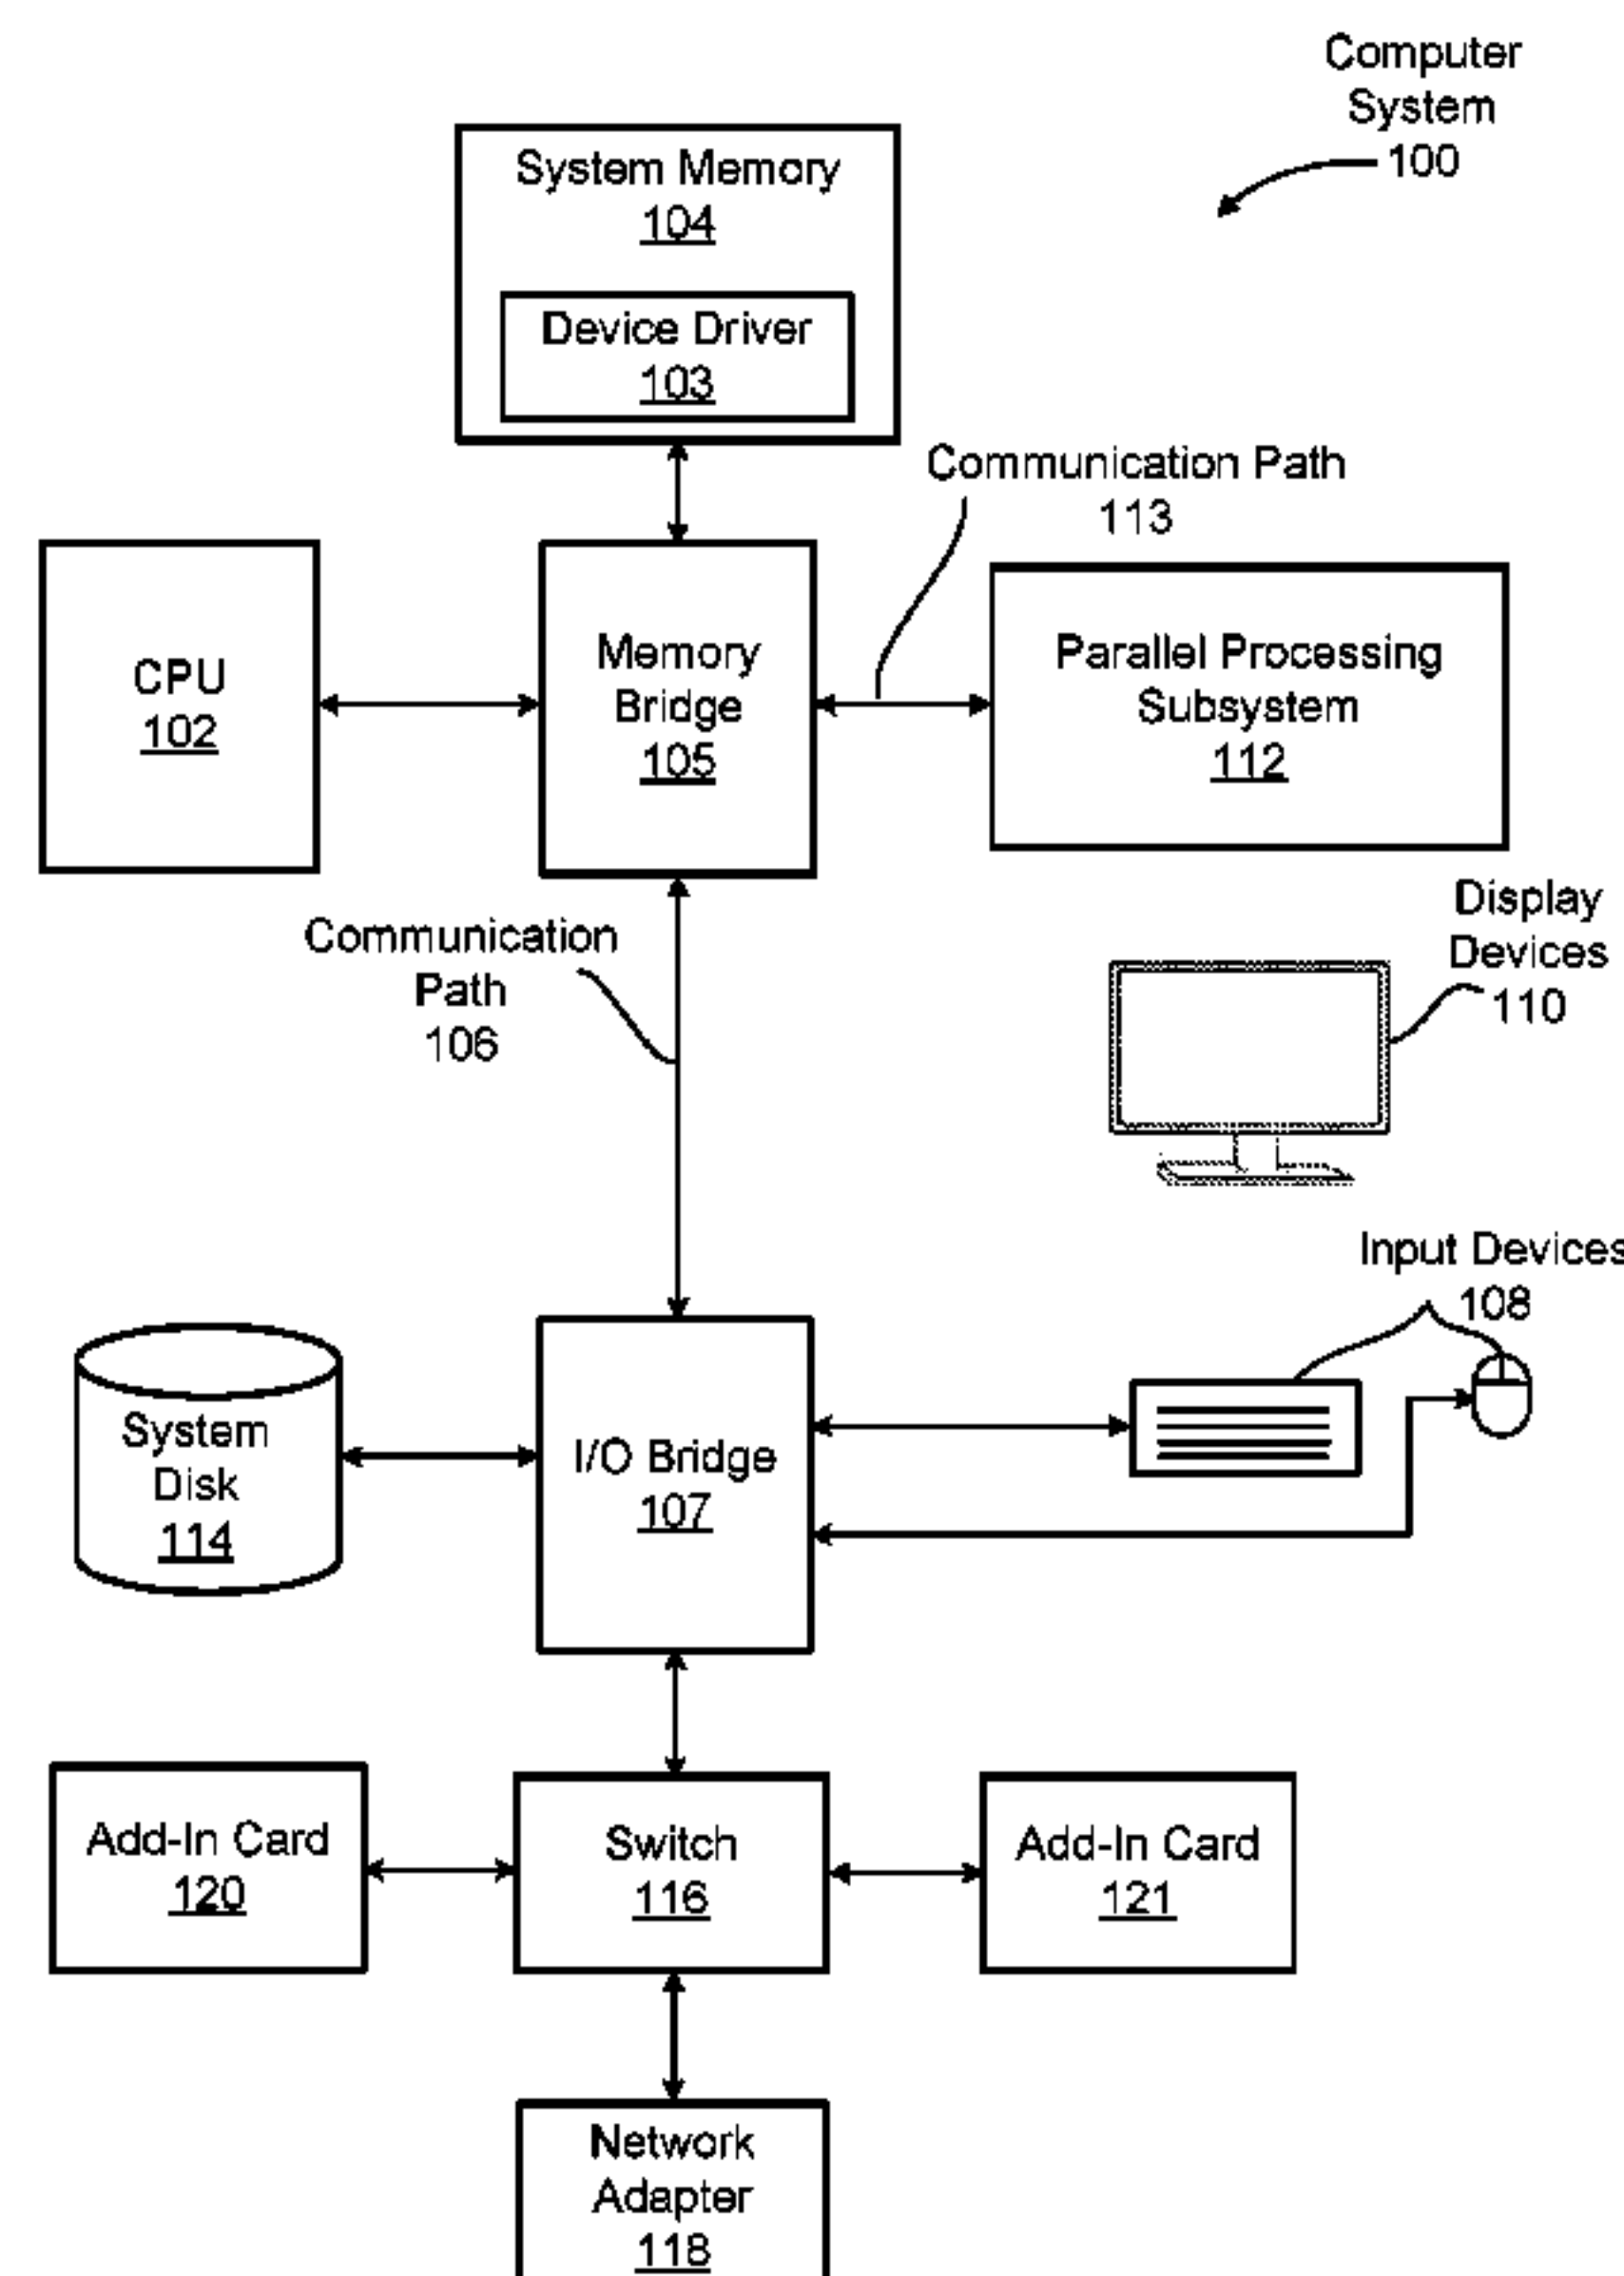 Computer
System
100
System Memory
104
Device Driver
103
Communication Path
113
CPU
102
Memory
Bridge
105
Parallel Processing
Subsystem
112
Communication
Path
106
Display
Devices
110
Input Devices
108
System
Disk
114
I/O Bridge
107
Add-In Card
120
Switch
116
Add-In Card
121
Network
Adapter
118